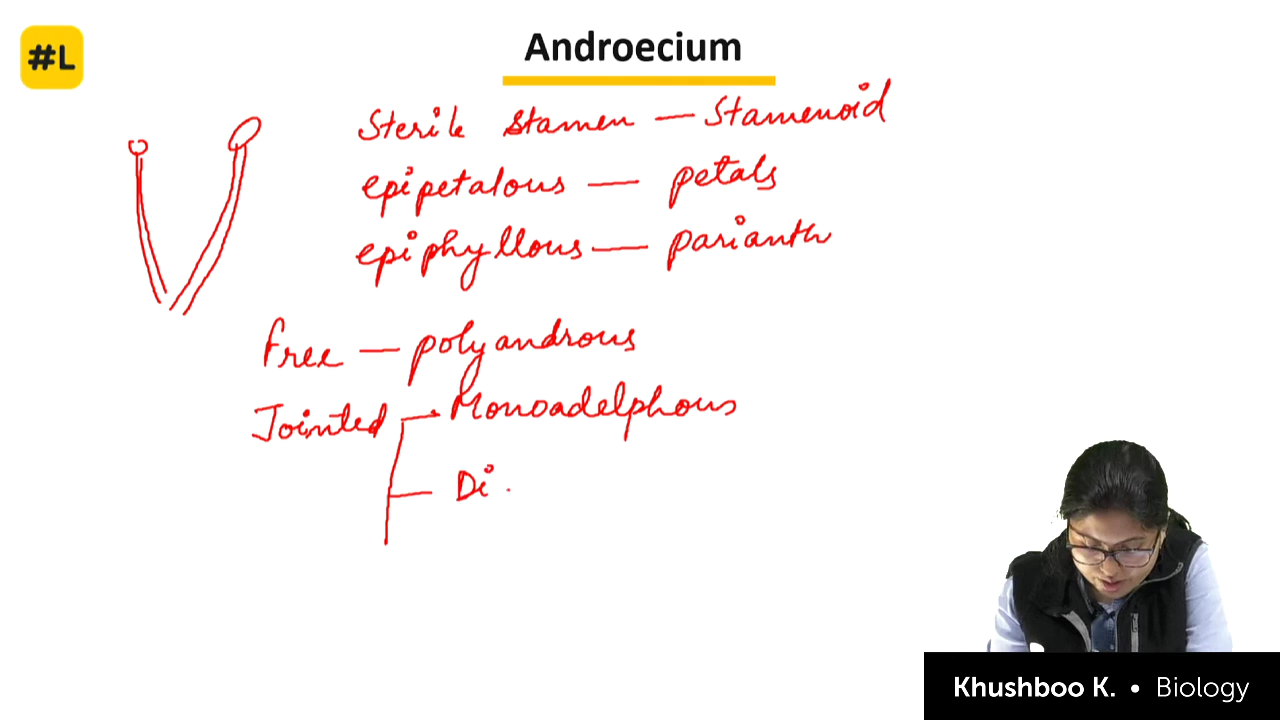 #L
Androecium
Sterile stamen — Stamenoid
epipetalous — petals
epiphyllous — parianth
free — polyandrous
Jointed — Monoadelphous
— Di
Khushboo K. • Biology